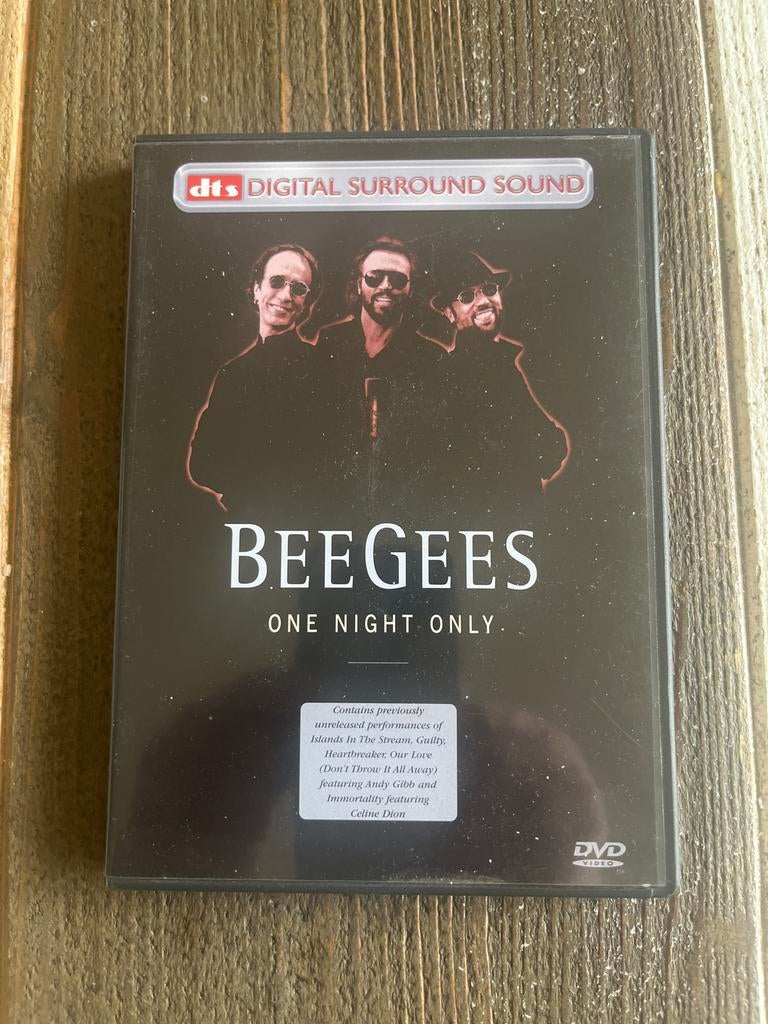 dts DIGITAL SURROUND SOUND
BEEGEES
ONE NIGHT ONLY
Contains previously
unreleased performances of
Islands In The Stream, Guilty,
Heartbreaker, Our Love
(Don't Throw It All Away)
featuring Andy Gibb and
Immortality featuring
Celine Dion
DVD
VIDEO
TM